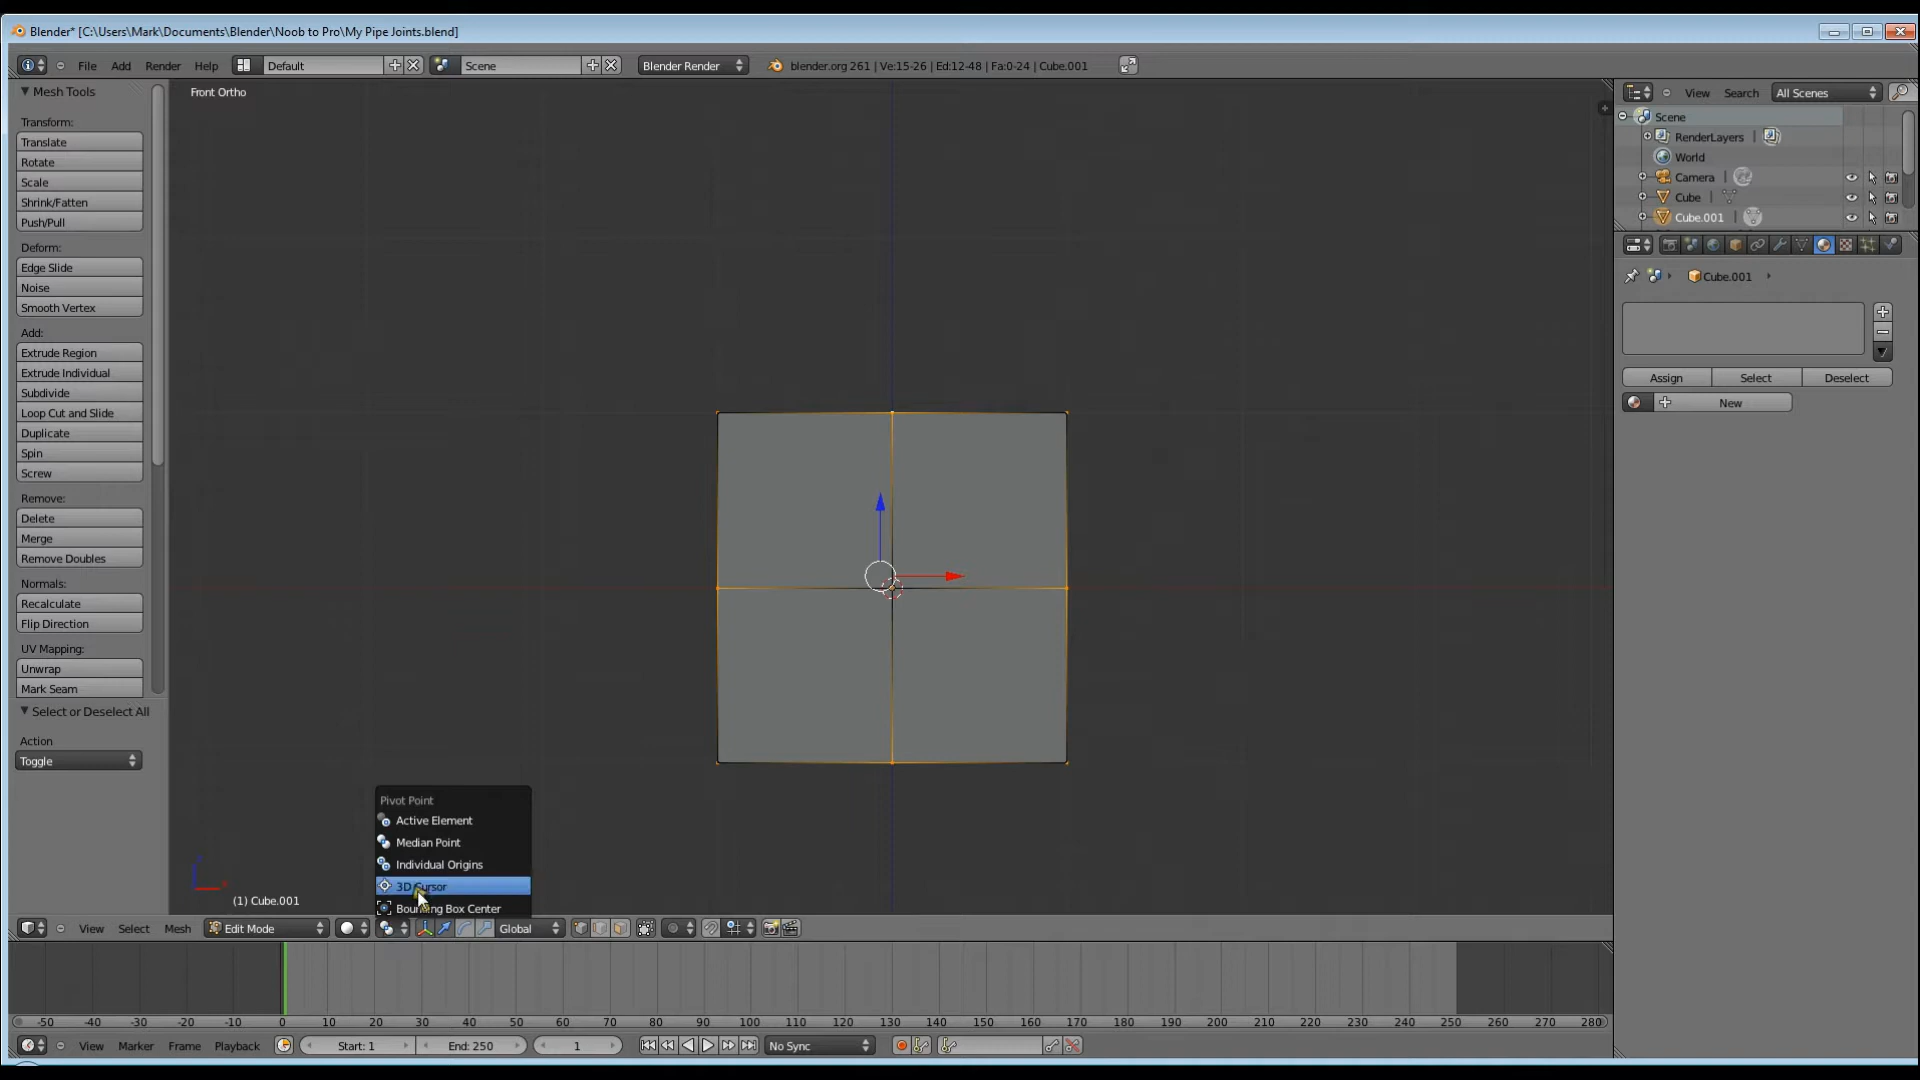 Blender* [C:\Users\Mark\Documents\Blender\Noob to Pro\My Pipe Joints.blend]
File Add Render Help Default Scene Blender Render blender.org 261 | Ve:15-26 | Ed:12-48 | Fa:0-24 | Cube.001
Mesh Tools
Transform:
Translate
Rotate
Scale
Shrink/Fatten
Push/Pull
Deform:
Edge Slide
Noise
Smooth Vertex
Add:
Extrude Region
Extrude Individual
Subdivide
Loop Cut and Slide
Duplicate
Spin
Screw
Remove:
Delete
Merge
Remove Doubles
Normals:
Recalculate
Flip Direction
UV Mapping:
Unwrap
Mark Seam
Select or Deselect All
Action
Toggle
Front Ortho
Pivot Point
Active Element
Median Point
Individual Origins
3D Cursor
Bounding Box Center
(1) Cube.001
View Select Mesh Edit Mode Global
View Search All Scenes
Scene
RenderLayers |
World
Camera |
Cube |
Cube.001 |
Cube.001
Assign Select Deselect
New
-50 -40 -30 -20 -10 0 10 20 30 40 50 60 70 80 90 100 110 120 130 140 150 160 170 180 190 200 210 220 230 240 250 260 270 280
View Marker Frame Playback Start: 1 End: 250 1 No Sync